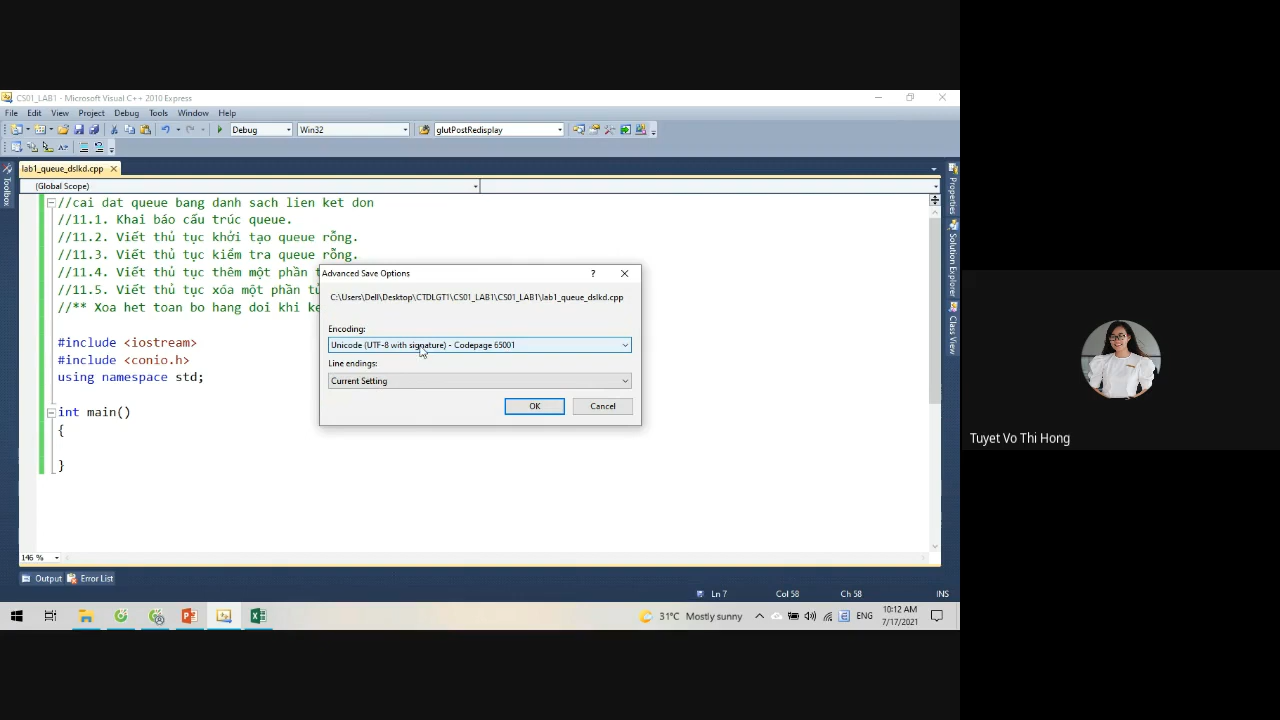 CS01_LAB1 - Microsoft Visual C++ 2010 Express
File Edit View Project Debug Tools Window Help
Debug Win32 glutPostRedisplay
lab1_queue_dslkd.cpp
(Global Scope)
//cai dat queue bang danh sach lien ket don
//11.1. Khai báo cấu trúc queue.
//11.2. Viết thủ tục khởi tạo queue rỗng.
//11.3. Viết thủ tục kiểm tra queue rỗng.
//11.4. Viết thủ tục thêm một phần t
//11.5. Viết thủ tục xóa một phần tử
//** Xoa het toan bo hang doi khi ke
#include <iostream>
#include <conio.h>
using namespace std;
int main()
{
}
Advanced Save Options
C:\Users\Dell\Desktop\CTDLGT1\CS01_LAB1\CS01_LAB1\lab1_queue_dslkd.cpp
Encoding:
Unicode (UTF-8 with signature) - Codepage 65001
Line endings:
Current Setting
OK Cancel
Toolbox
Properties
Solution Explorer
Class View
146 %
Output Error List
Ln 7 Col 58 Ch 58 INS
31°C Mostly sunny ENG
10:12 AM
7/17/2021
Tuyet Vo Thi Hong